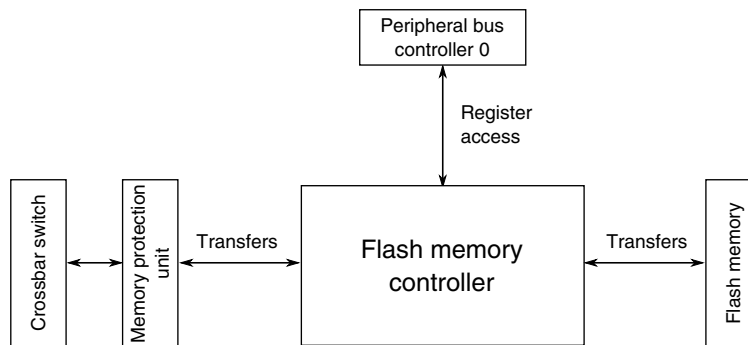 Peripheral bus
controller 0
Register
access
Crossbar switch
Memory protection
unit
Transfers
Flash memory
controller
Transfers
Flash memory